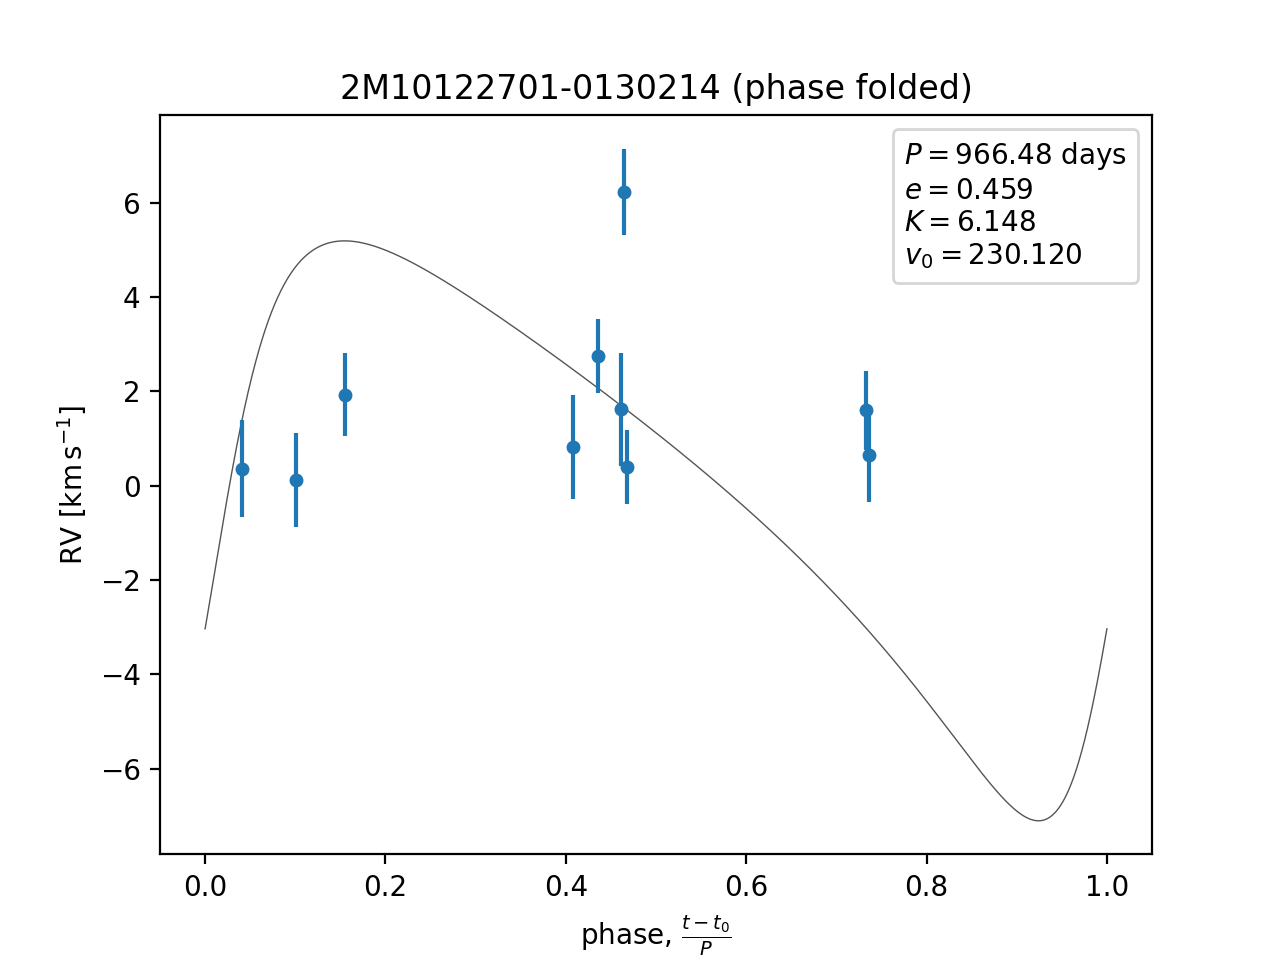 2M10122701-0130214 (phase folded)
P = 966.48 days
e = 0.459
K = 6.148
v₀ = 230.120
RV [km s⁻¹]
6
4
2
0
−2
−4
−6
0.0 0.2 0.4 0.6 0.8 1.0
phase, (t − t₀)/P